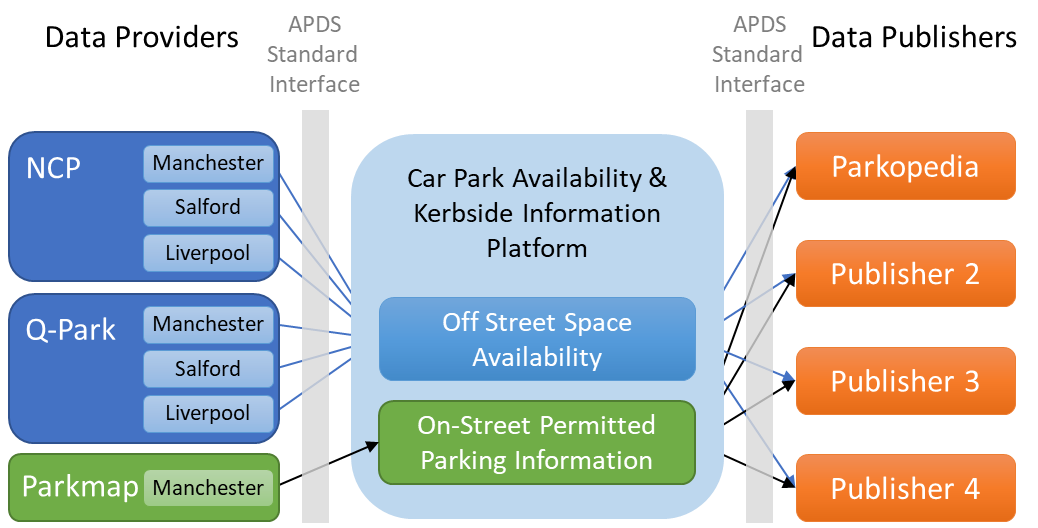 Data Providers
APDS
Standard
Interface
APDS
Standard
Interface
Data Publishers
NCP
Manchester
Salford
Liverpool
Q-Park
Manchester
Salford
Liverpool
Parkmap
Manchester
Car Park Availability &
Kerbside Information
Platform
Off Street Space
Availability
On-Street Permitted
Parking Information
Parkopedia
Publisher 2
Publisher 3
Publisher 4